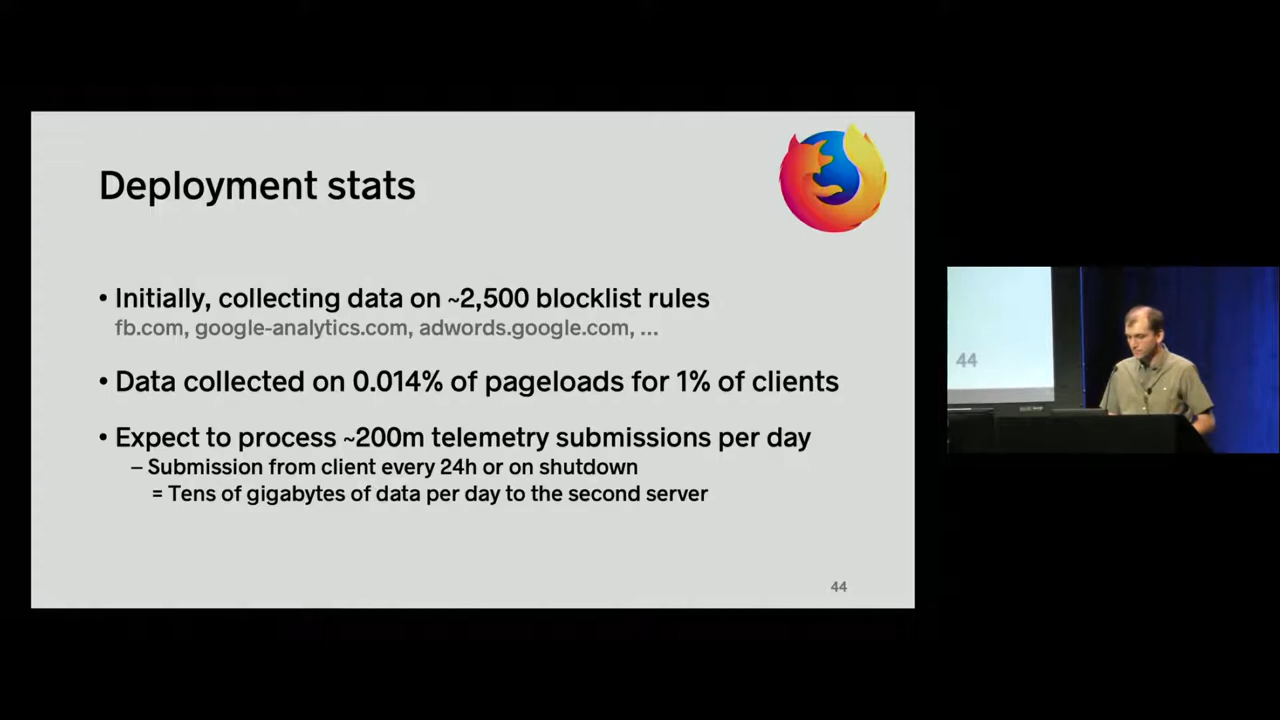 Deployment stats
• Initially, collecting data on ~2,500 blocklist rules
fb.com, google-analytics.com, adwords.google.com, ...
• Data collected on 0.014% of pageloads for 1% of clients
• Expect to process ~200m telemetry submissions per day
– Submission from client every 24h or on shutdown
= Tens of gigabytes of data per day to the second server
44
44